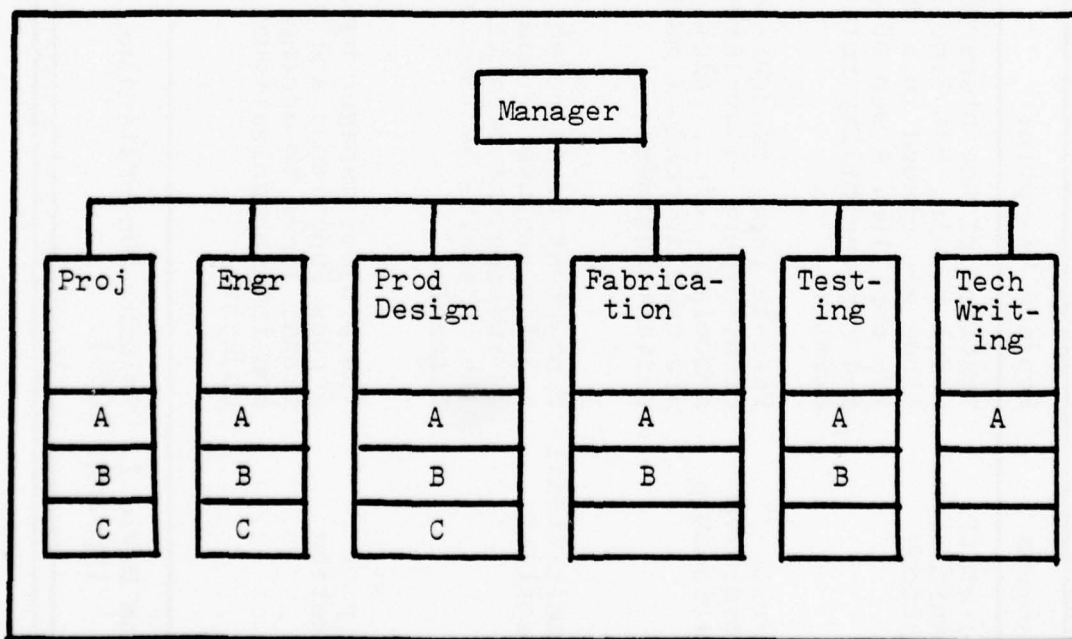 Manager
Proj
Engr
Prod
Design
Fabrica-
tion
Test-
ing
Tech
Writ-
ing
A A A A A A
B B B B B
C C C